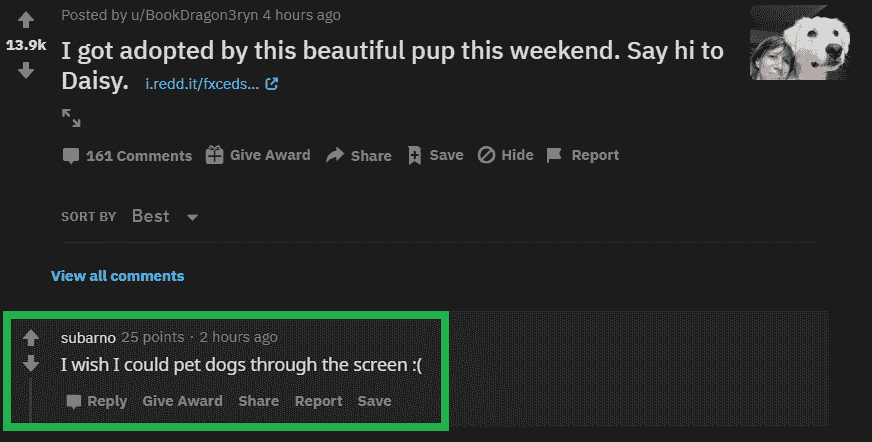 Posted by u/BookDragon3ryn 4 hours ago
13.9k
I got adopted by this beautiful pup this weekend. Say hi to
Daisy. i.redd.it/fxceds...
161 Comments Give Award Share Save Hide Report
SORT BY Best
View all comments
subarno 25 points · 2 hours ago
I wish I could pet dogs through the screen :(
Reply Give Award Share Report Save